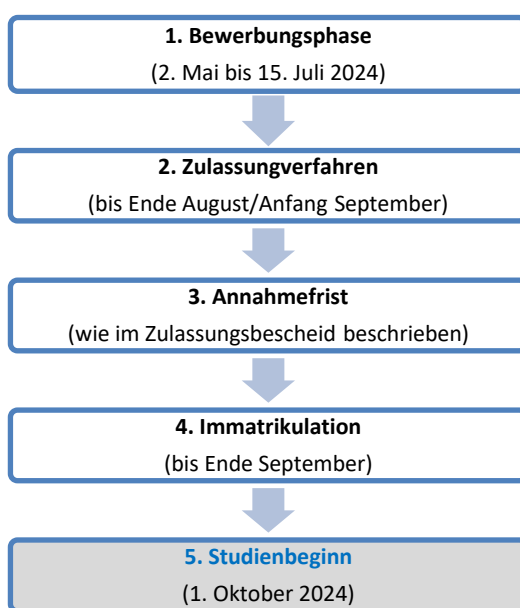 1. Bewerbungsphase
(2. Mai bis 15. Juli 2024)
2. Zulassungverfahren
(bis Ende August/Anfang September)
3. Annahmefrist
(wie im Zulassungsbescheid beschrieben)
4. Immatrikulation
(bis Ende September)
5. Studienbeginn
(1. Oktober 2024)